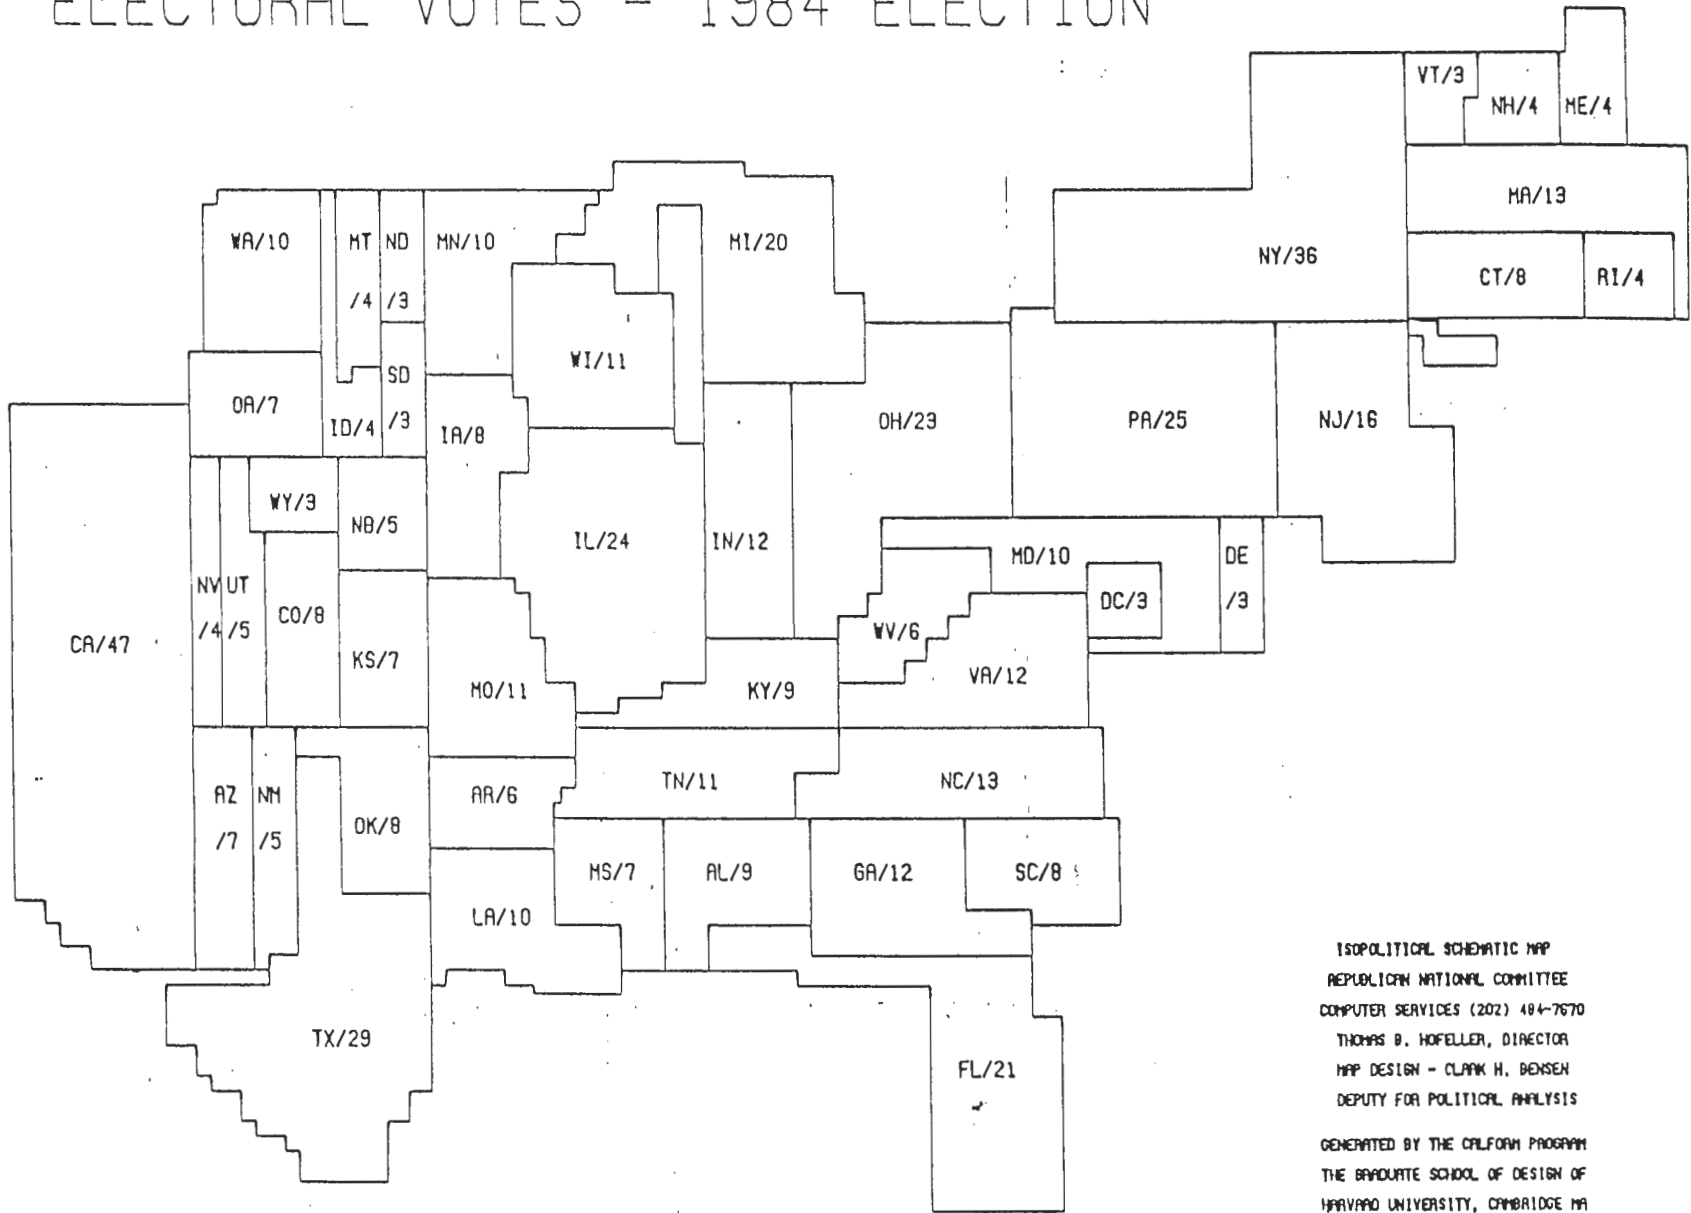 ELECTORAL VOTES - 1984 ELECTION
VT/3
NH/4
ME/4
MA/13
WA/10
MT
/4
ND
/3
MN/10
MI/20
NY/36
CT/8
RI/4
WI/11
SD
/3
OA/7
ID/4
IA/8
OH/23
PA/25
NJ/16
WY/3
NB/5
IL/24
IN/12
MD/10
DE
/3
NV
/4
UT
/5
CO/8
DC/3
CA/47
KS/7
WV/6
MO/11
KY/9
VA/12
AZ
/7
NM
/5
OK/8
AR/6
TN/11
NC/13
MS/7
AL/9
GA/12
SC/8
LA/10
TX/29
FL/21
ISOPOLITICAL SCHEMATIC MAP
REPUBLICAN NATIONAL COMMITTEE
COMPUTER SERVICES (202) 484-7670
THOMAS B. HOFELLER, DIRECTOR
MAP DESIGN - CLARK H. BENSEN
DEPUTY FOR POLITICAL ANALYSIS
GENERATED BY THE CALFORM PROGRAM
THE GRADUATE SCHOOL OF DESIGN OF
HARVARD UNIVERSITY, CAMBRIDGE MA